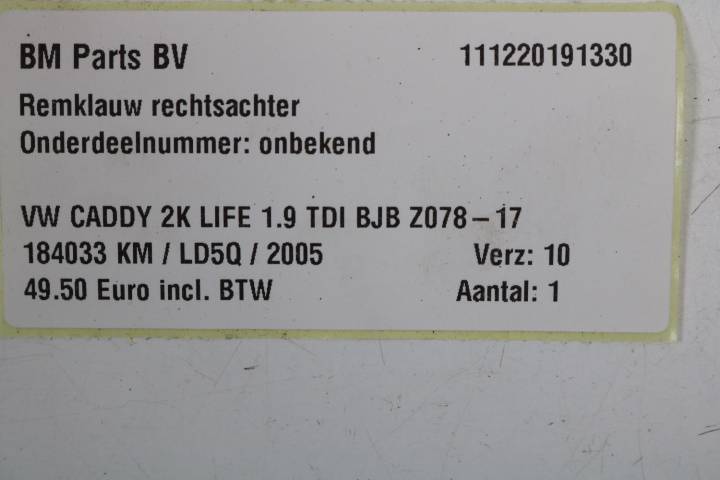 BM Parts BV 111220191330
Remklauw rechtsachter
Onderdeelnummer: onbekend
VW CADDY 2K LIFE 1.9 TDI BJB Z078-17
184033 KM / LD5Q / 2005 Verz: 10
49.50 Euro incl. BTW Aantal: 1